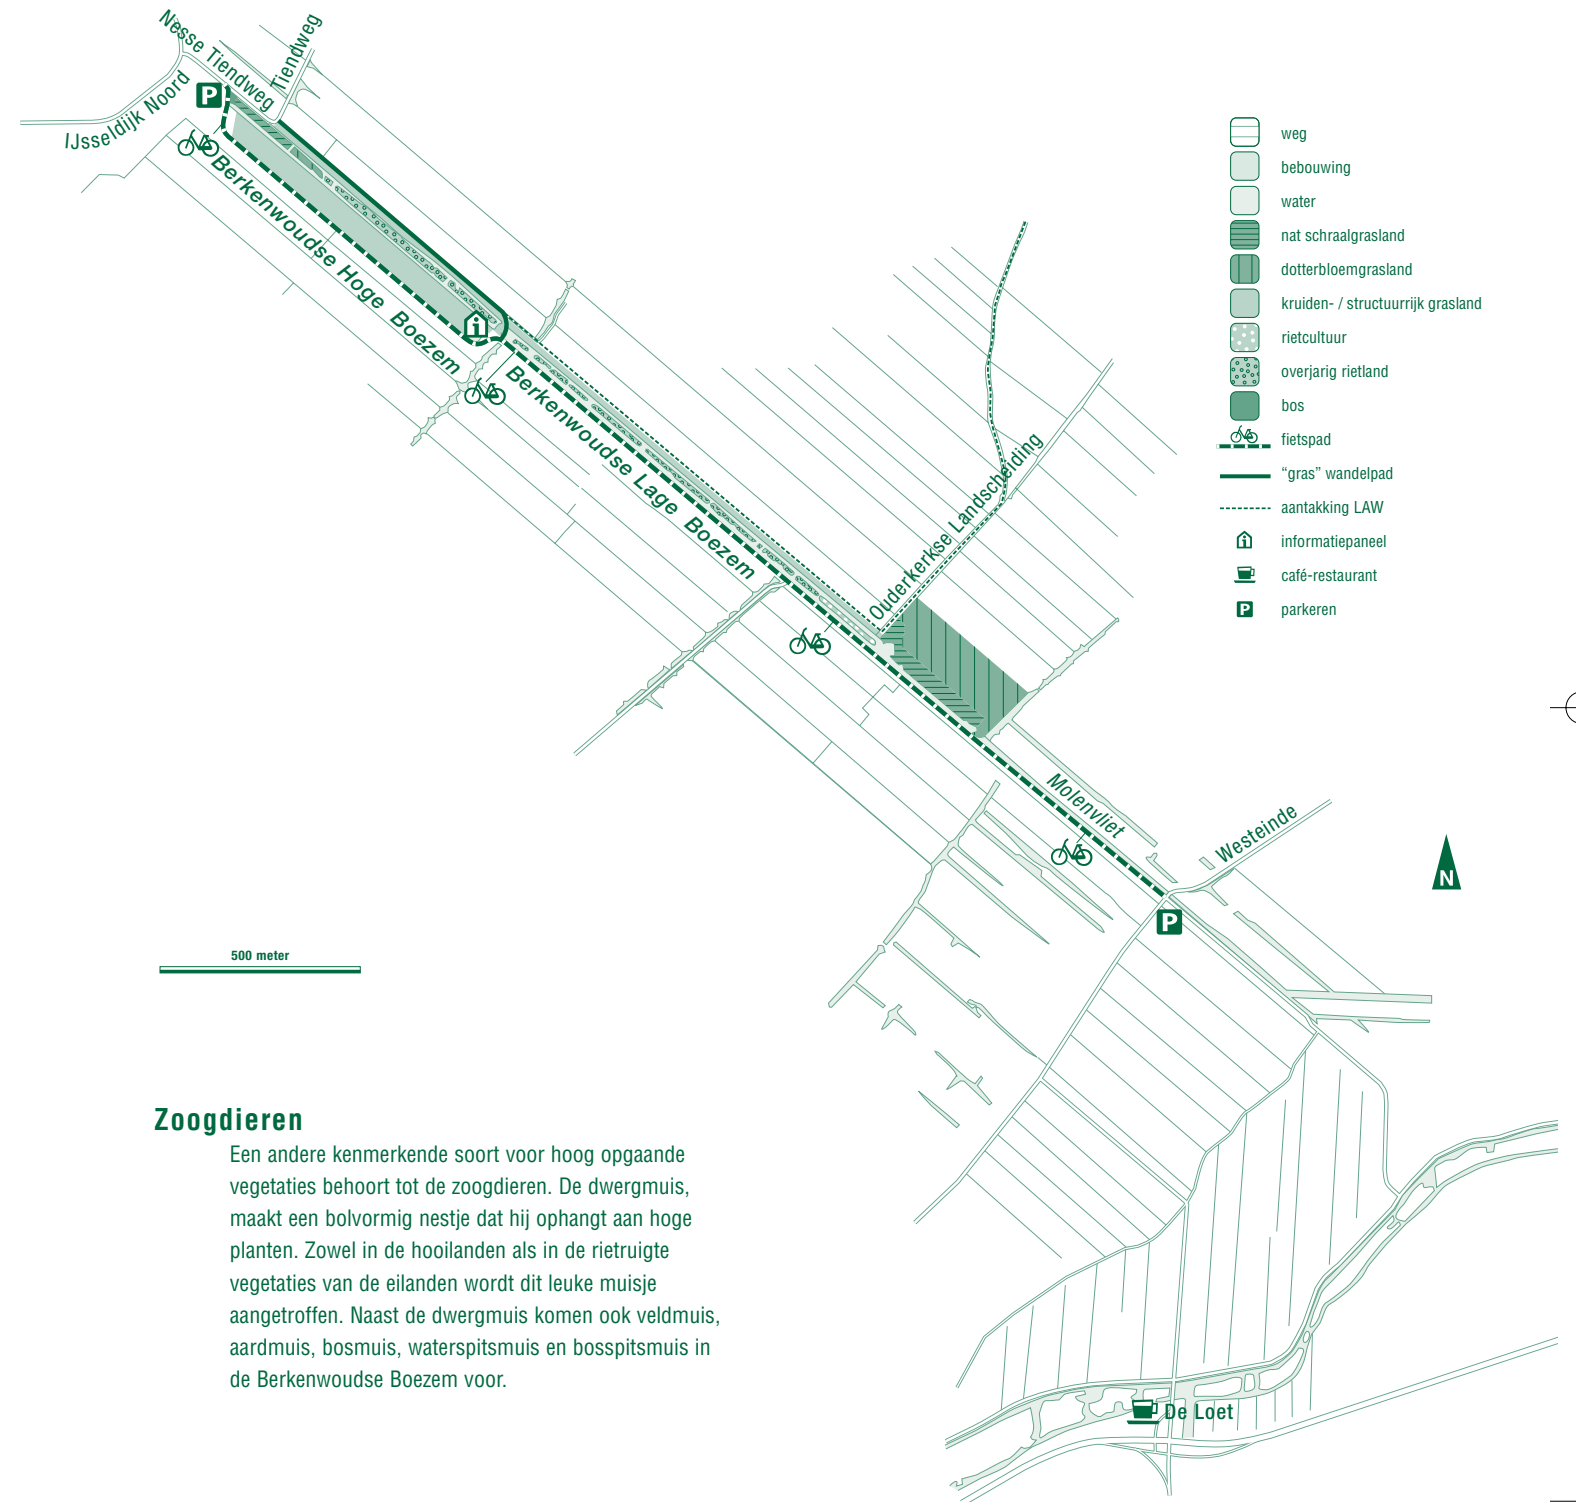 Nesse Tiendweg
Tiendweg
P
IJsseldijk Noord
Berkenwoudse Hoge Boezem
i
Berkenwoudse Lage Boezem
Ouderkerkse Landscheiding
Molenvliet
Westeinde
P
N
De Loet
weg
bebouwing
water
nat schraalgrasland
dotterbloemgrasland
kruiden- / structuurrijk grasland
rietcultuur
overjarig rietland
bos
fietspad
“gras” wandelpad
aantakking LAW
i informatiepaneel
café-restaurant
P parkeren
500 meter
Zoogdieren
Een andere kenmerkende soort voor hoog opgaande
vegetaties behoort tot de zoogdieren. De dwergmuis,
maakt een bolvormig nestje dat hij ophangt aan hoge
planten. Zowel in de hooilanden als in de rietruigte
vegetaties van de eilanden wordt dit leuke muisje
aangetroffen. Naast de dwergmuis komen ook veldmuis,
aardmuis, bosmuis, waterspitsmuis en bosspitsmuis in
de Berkenwoudse Boezem voor.